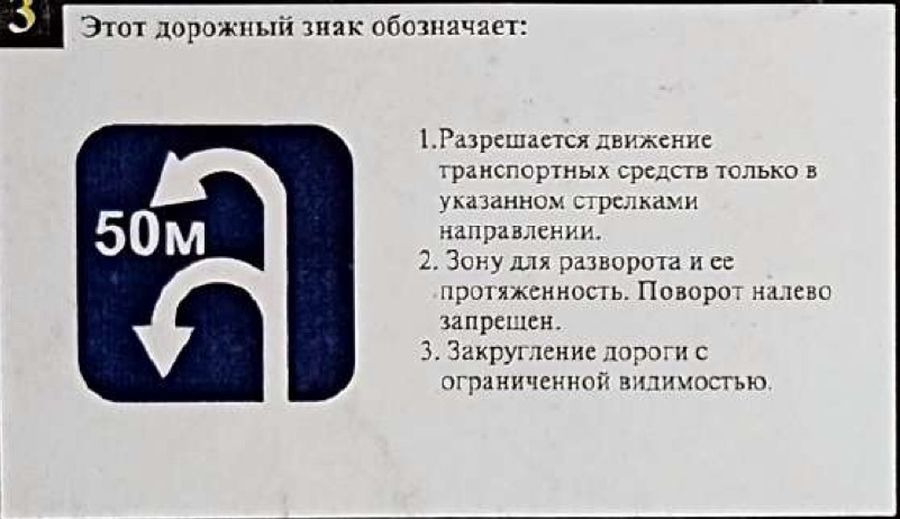 3
Этот дорожный знак обозначает:
1.Разрешается движение
транспортных средств только в
указанном стрелками
направлении.
50м
2. Зону для разворота и ее
протяженность. Поворот налево
запрещен.
3. Закругление дороги с
ограниченной видимостью.